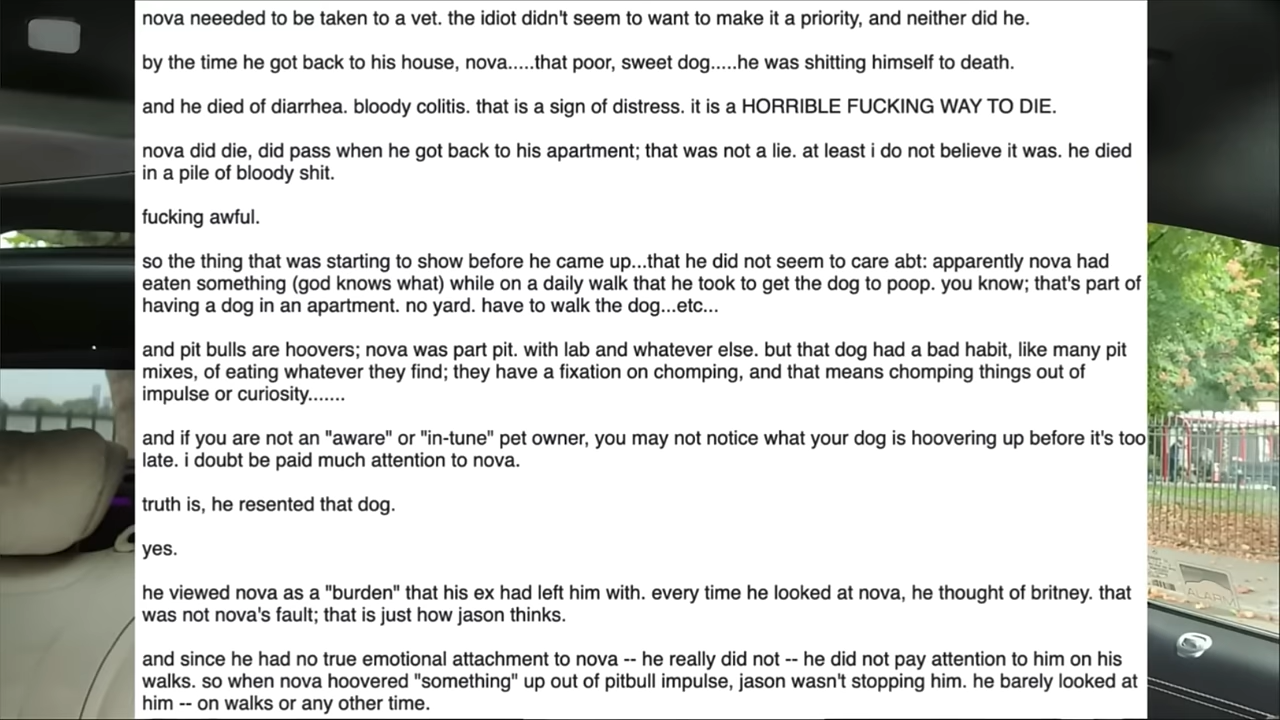 nova neeeded to be taken to a vet. the idiot didn't seem to want to make it a priority, and neither did he.
by the time he got back to his house, nova.....that poor, sweet dog.....he was shitting himself to death.
and he died of diarrhea. bloody colitis. that is a sign of distress. it is a HORRIBLE FUCKING WAY TO DIE.
nova did die, did pass when he got back to his apartment; that was not a lie. at least i do not believe it was. he died
in a pile of bloody shit.
fucking awful.
so the thing that was starting to show before he came up...that he did not seem to care abt: apparently nova had
eaten something (god knows what) while on a daily walk that he took to get the dog to poop. you know; that's part of
having a dog in an apartment. no yard. have to walk the dog...etc...
and pit bulls are hoovers; nova was part pit. with lab and whatever else. but that dog had a bad habit, like many pit
mixes, of eating whatever they find; they have a fixation on chomping, and that means chomping things out of
impulse or curiosity.......
and if you are not an "aware" or "in-tune" pet owner, you may not notice what your dog is hoovering up before it's too
late. i doubt be paid much attention to nova.
truth is, he resented that dog.
yes.
he viewed nova as a "burden" that his ex had left him with. every time he looked at nova, he thought of britney. that
was not nova's fault; that is just how jason thinks.
and since he had no true emotional attachment to nova -- he really did not -- he did not pay attention to him on his
walks. so when nova hoovered "something" up out of pitbull impulse, jason wasn't stopping him. he barely looked at
him -- on walks or any other time.
ALARM